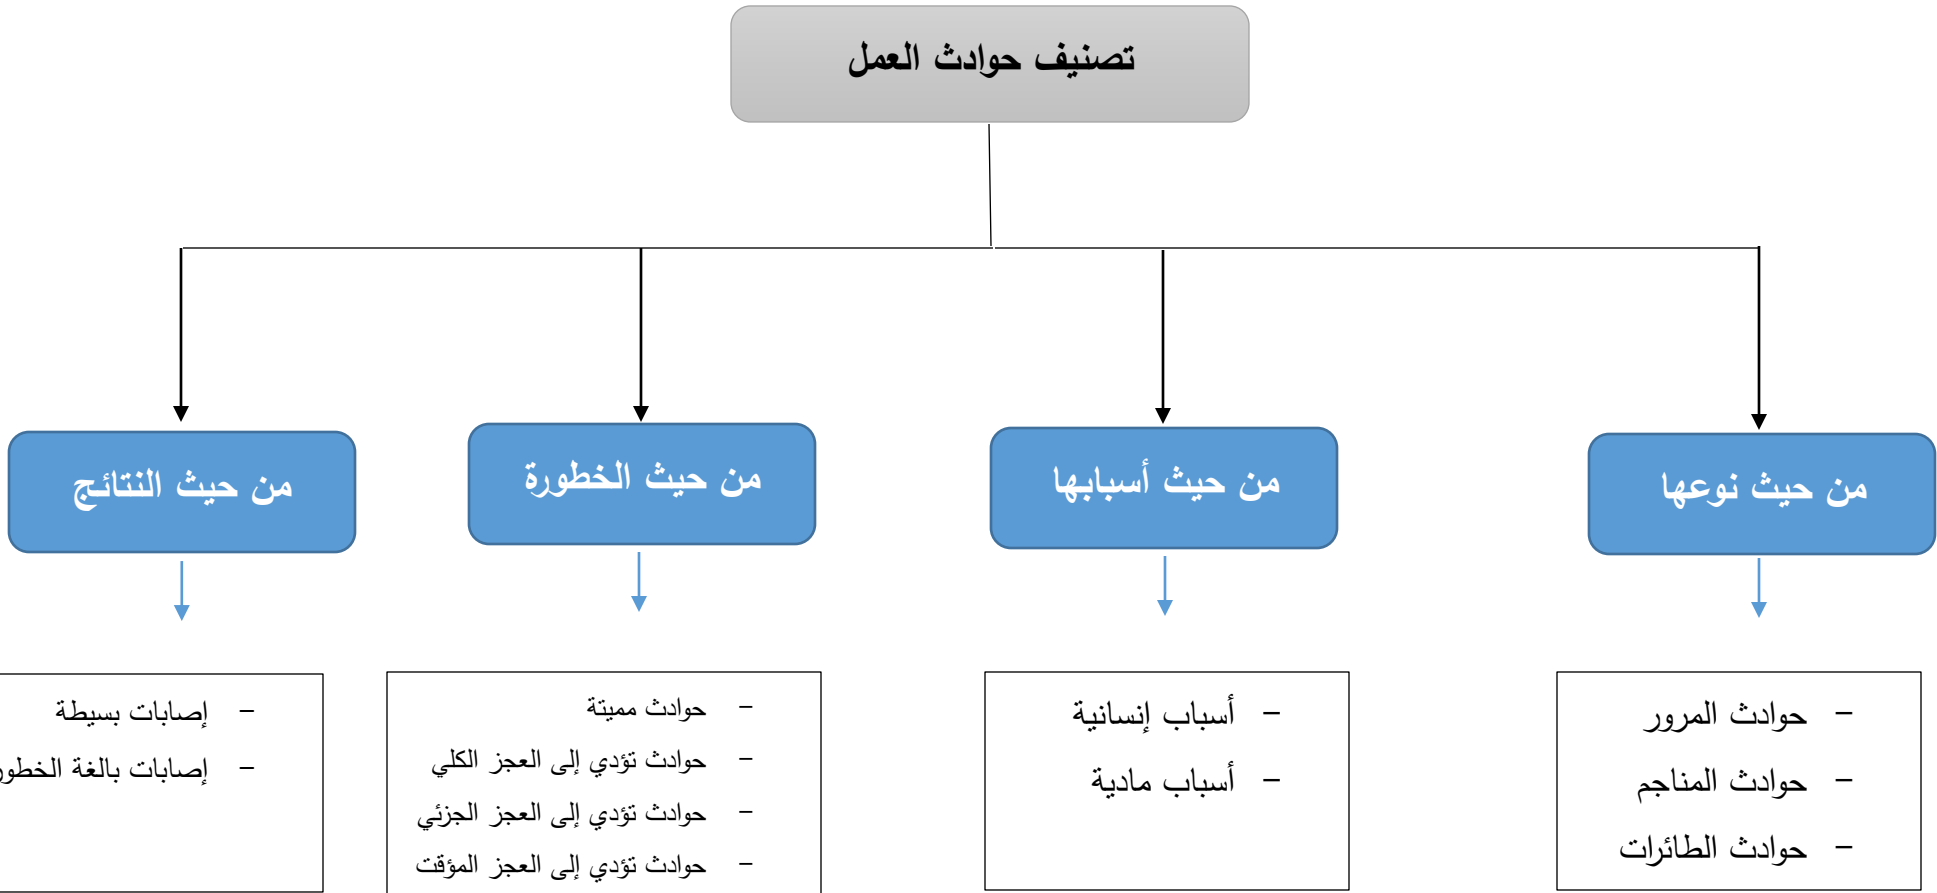 تصنيف حوادث العمل
من حيث نوعها
من حيث أسبابها
من حيث الخطورة
من حيث النتائج
- حوادث المرور
- حوادث المناجم
- حوادث الطائرات
- أسباب إنسانية
- أسباب مادية
- حوادث مميتة
- حوادث تؤدي إلى العجز الكلي
- حوادث تؤدي إلى العجز الجزئي
- حوادث تؤدي إلى العجز المؤقت
- إصابات بسيطة
- إصابات بالغة